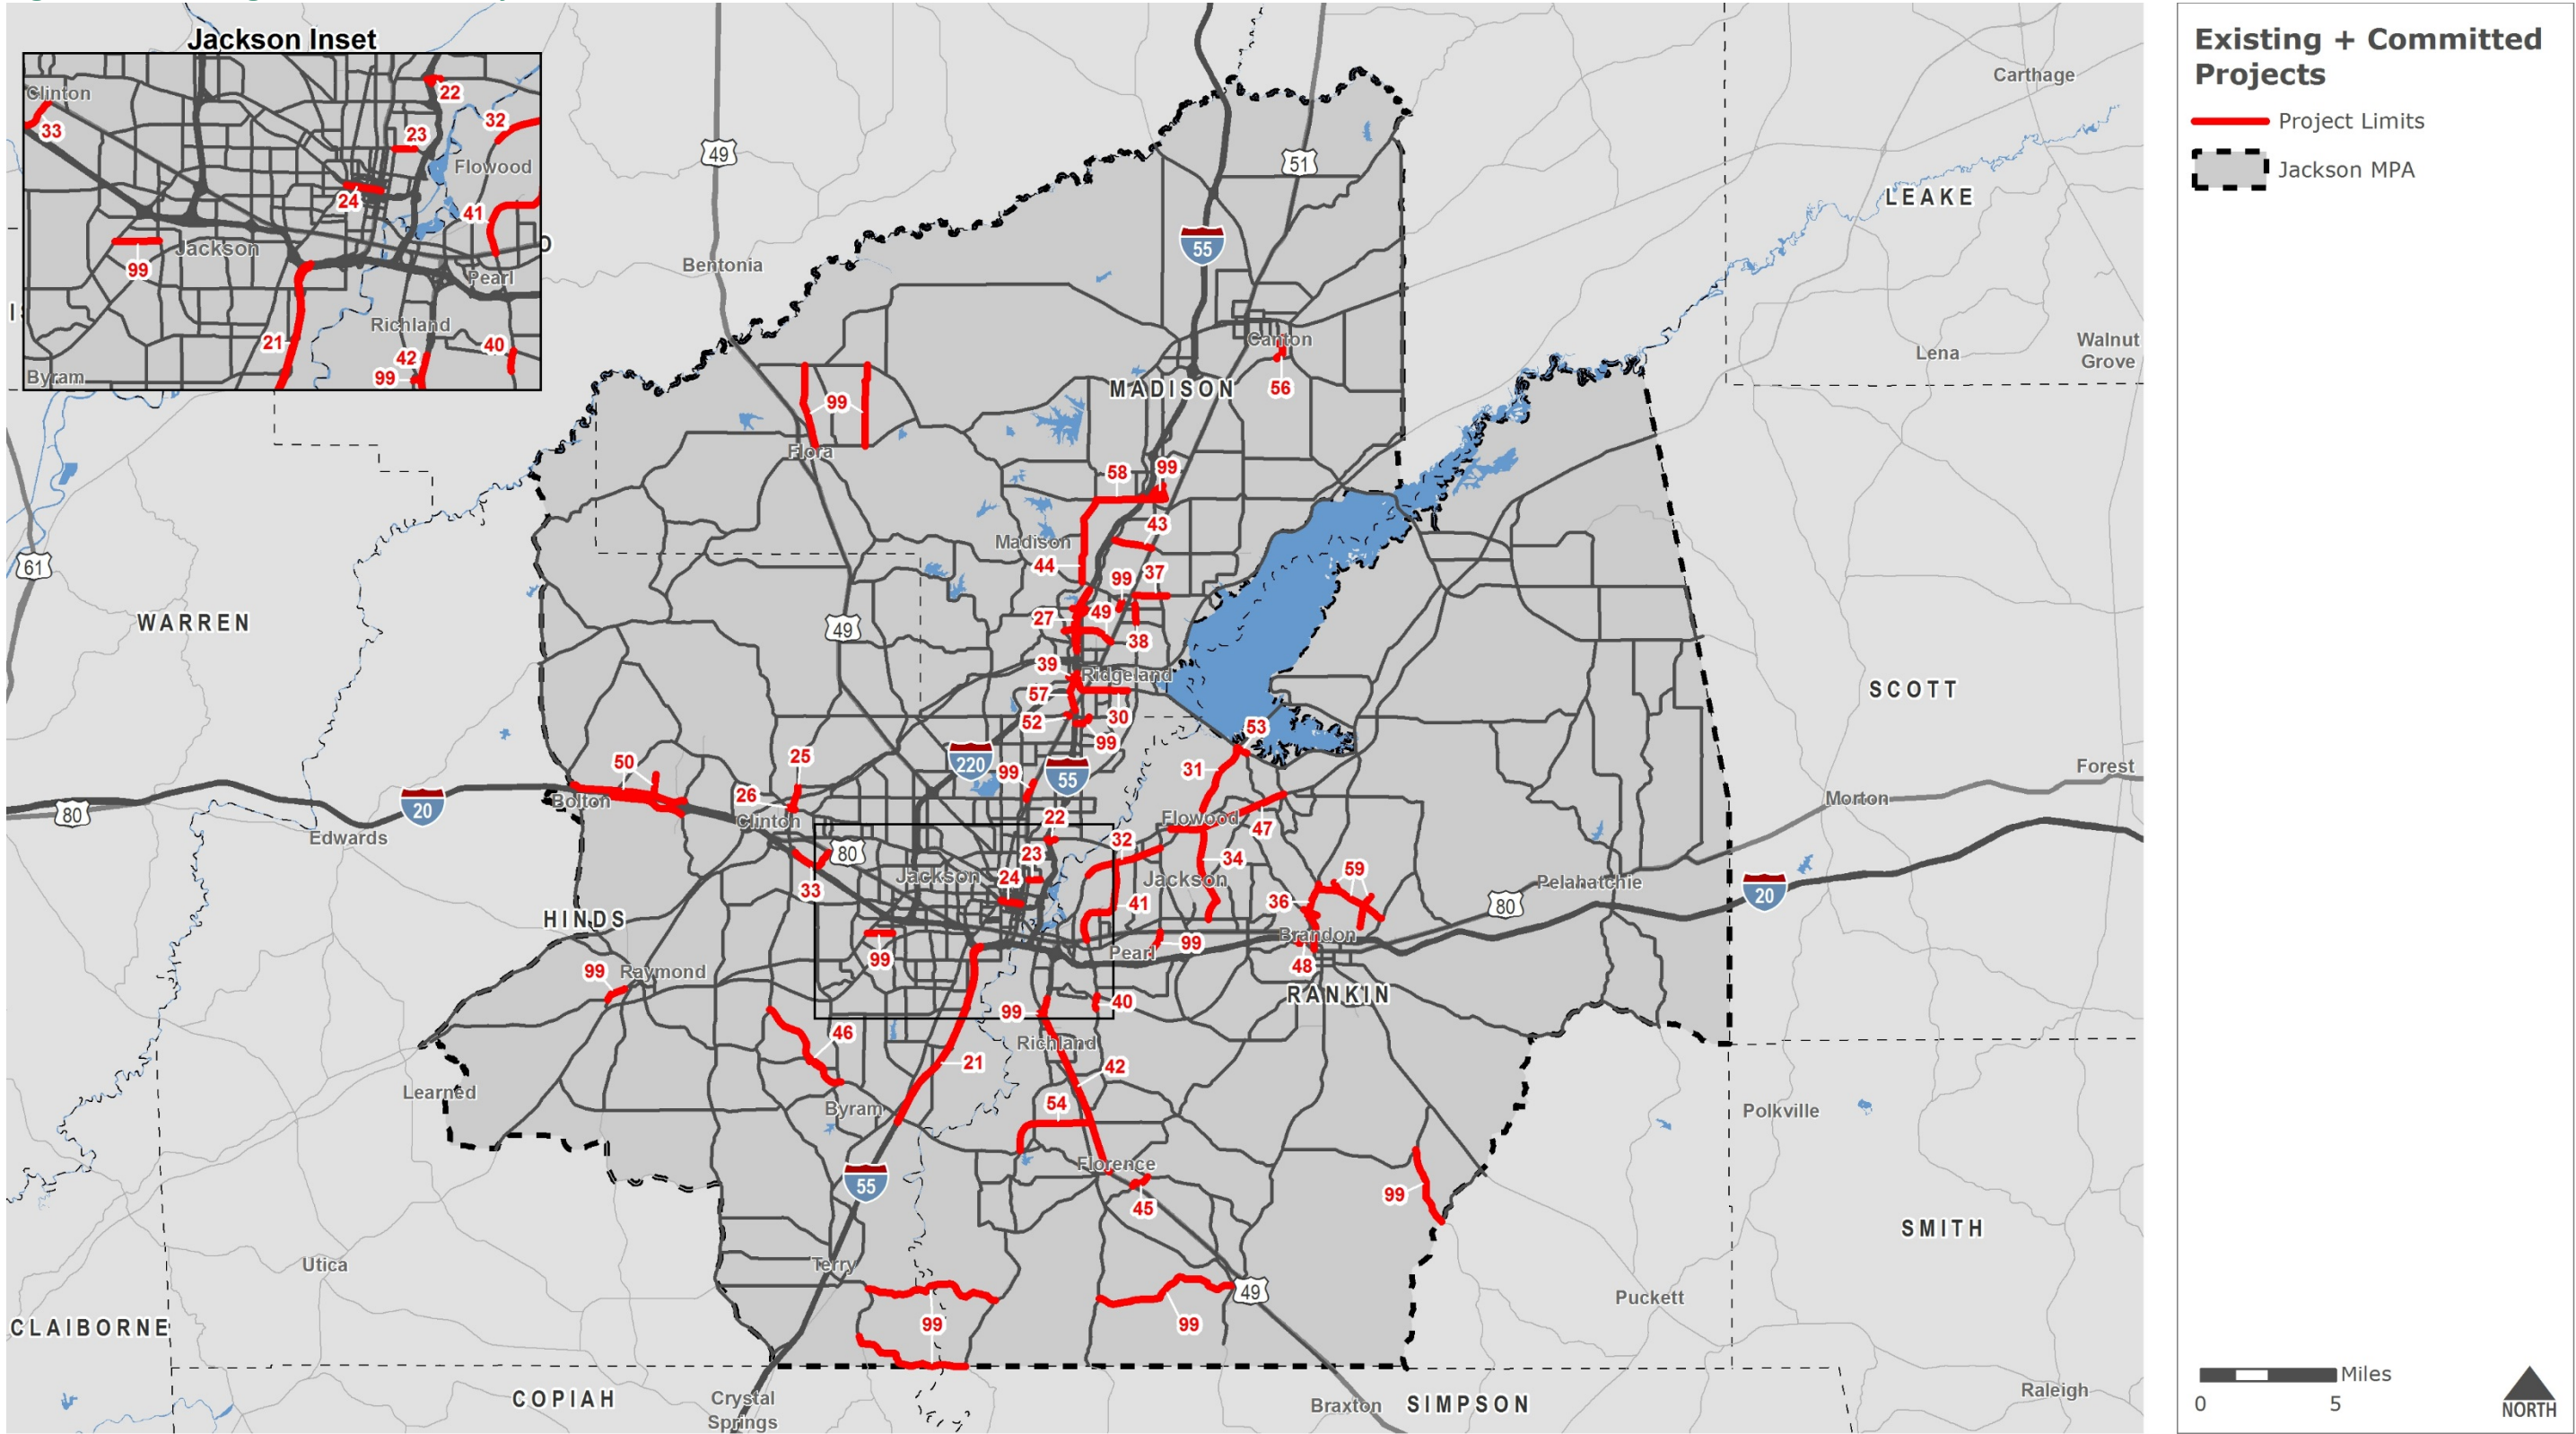 Jackson Inset
Clinton
33
22
32
23
Flowood
24
41
Jackson
99
Pearl
Richland
21
42
40
99
Byram
Existing + Committed
Projects
Project Limits
Jackson MPA
Carthage
49
51
LEAKE
55
Bentonia
Canton
Lena
Walnut
Grove
MADISON
56
99
Flora
58
99
43
Madison
61
44
99
37
WARREN
49
27
49
38
39
Ridgeland
SCOTT
57
52
30
53
99
50
25
220
55
99
31
Forest
Bolton
26
80
20
Clinton
22
Flowood
47
Morton
Edwards
80
32
23
34
59
33
Jackson
24
Jackson
Pelahatchie
20
HINDS
41
36
80
99
Pearl
99
Brandon
48
99
Raymond
RANKIN
99
40
46
Richland
21
42
Learned
54
Byram
Polkville
55
Florence
45
99
SMITH
Utica
Terry
49
Puckett
CLAIBORNE
99
99
COPIAH
Crystal
Springs
Braxton
SIMPSON
Raleigh
Miles
0
5
NORTH